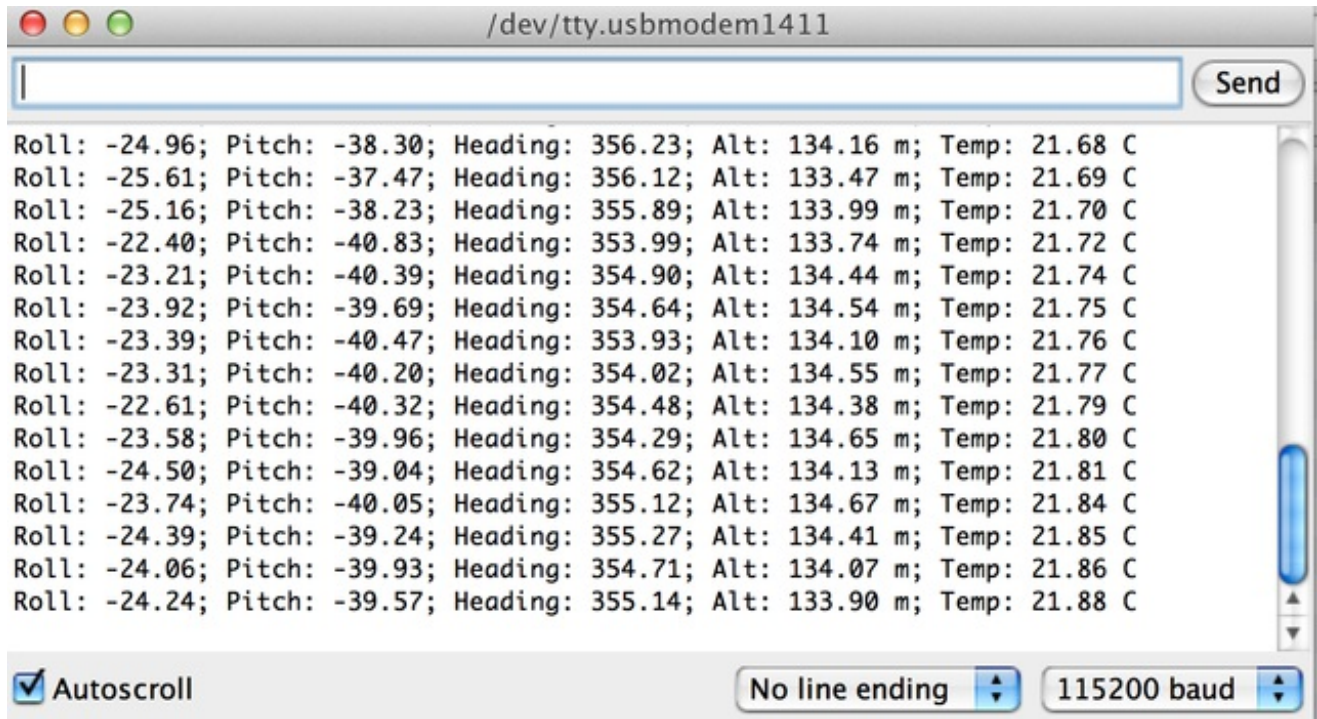 /dev/tty.usbmodem1411
Send
Roll: -24.96; Pitch: -38.30; Heading: 356.23; Alt: 134.16 m; Temp: 21.68 C
Roll: -25.61; Pitch: -37.47; Heading: 356.12; Alt: 133.47 m; Temp: 21.69 C
Roll: -25.16; Pitch: -38.23; Heading: 355.89; Alt: 133.99 m; Temp: 21.70 C
Roll: -22.40; Pitch: -40.83; Heading: 353.99; Alt: 133.74 m; Temp: 21.72 C
Roll: -23.21; Pitch: -40.39; Heading: 354.90; Alt: 134.44 m; Temp: 21.74 C
Roll: -23.92; Pitch: -39.69; Heading: 354.64; Alt: 134.54 m; Temp: 21.75 C
Roll: -23.39; Pitch: -40.47; Heading: 353.93; Alt: 134.10 m; Temp: 21.76 C
Roll: -23.31; Pitch: -40.20; Heading: 354.02; Alt: 134.55 m; Temp: 21.77 C
Roll: -22.61; Pitch: -40.32; Heading: 354.48; Alt: 134.38 m; Temp: 21.79 C
Roll: -23.58; Pitch: -39.96; Heading: 354.29; Alt: 134.65 m; Temp: 21.80 C
Roll: -24.50; Pitch: -39.04; Heading: 354.62; Alt: 134.13 m; Temp: 21.81 C
Roll: -23.74; Pitch: -40.05; Heading: 355.12; Alt: 134.67 m; Temp: 21.84 C
Roll: -24.39; Pitch: -39.24; Heading: 355.27; Alt: 134.41 m; Temp: 21.85 C
Roll: -24.06; Pitch: -39.93; Heading: 354.71; Alt: 134.07 m; Temp: 21.86 C
Roll: -24.24; Pitch: -39.57; Heading: 355.14; Alt: 133.90 m; Temp: 21.88 C
Autoscroll
No line ending
115200 baud